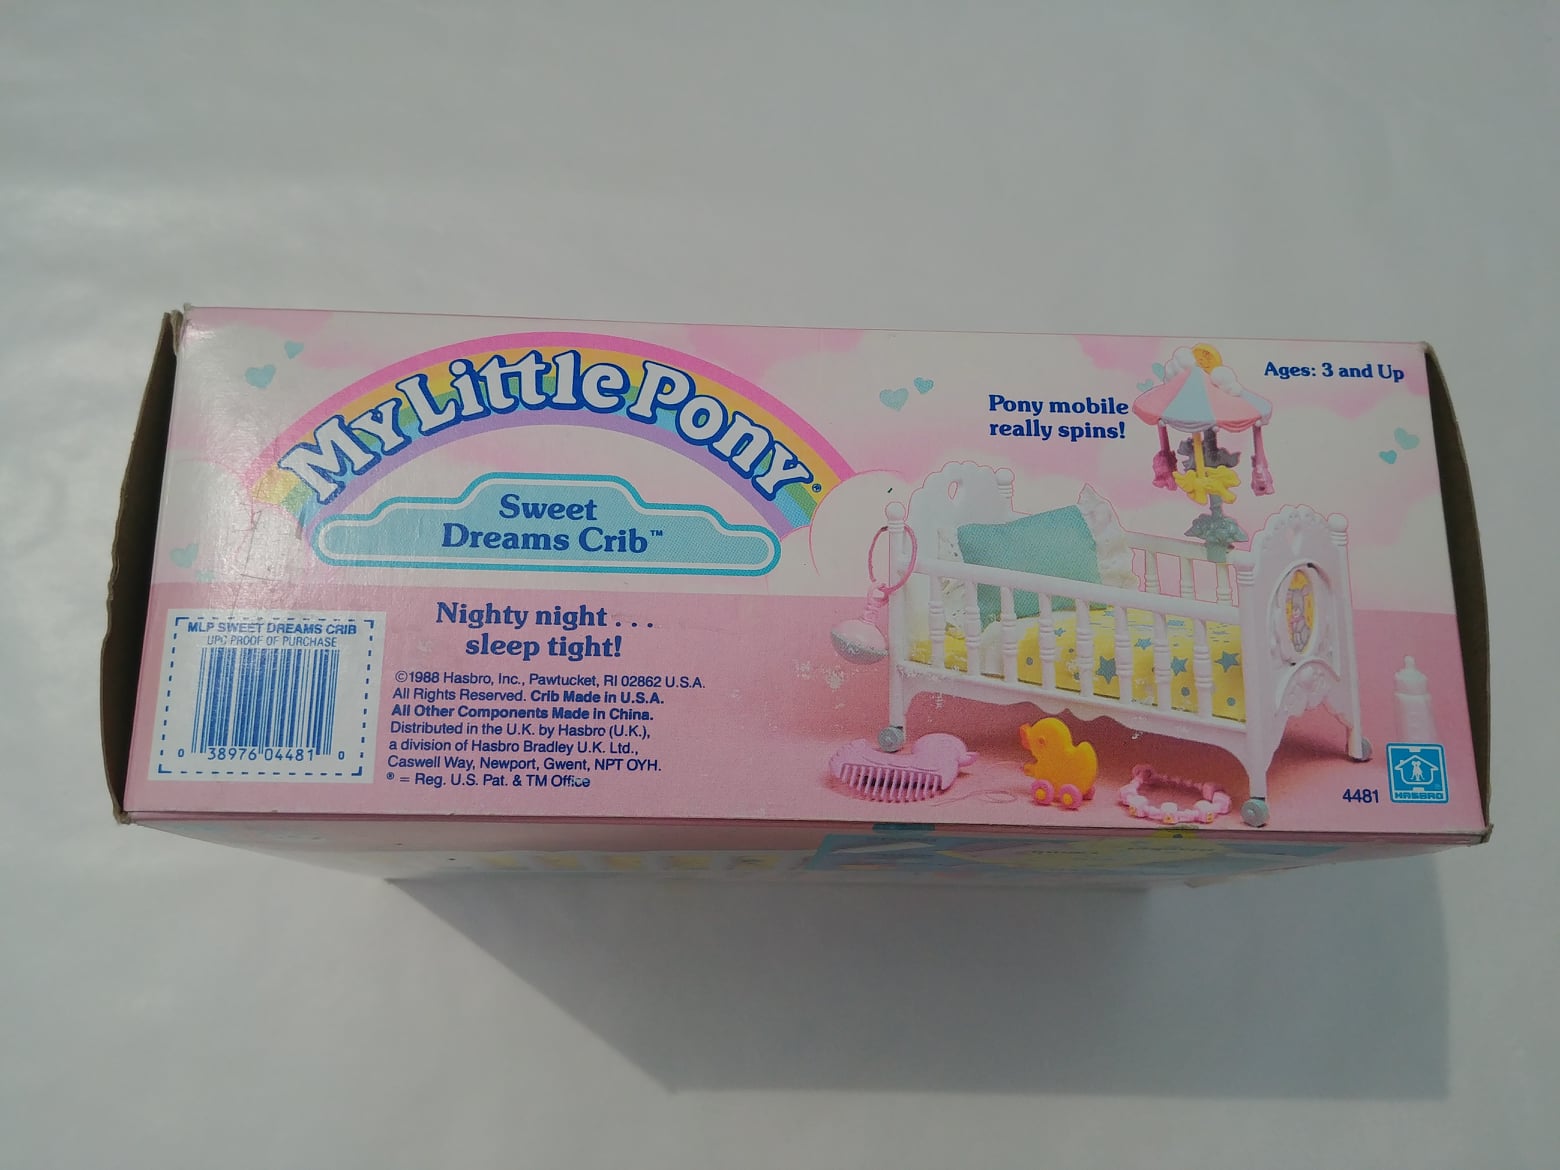 My Little Pony®
Sweet
Dreams Crib™
Nighty night . . .
sleep tight!
©1988 Hasbro, Inc., Pawtucket, RI 02862 U.S.A.
All Rights Reserved. Crib Made in U.S.A.
All Other Components Made in China.
Distributed in the U.K. by Hasbro (U.K.),
a division of Hasbro Bradley U.K. Ltd.,
Caswell Way, Newport, Gwent, NPT OYH.
® = Reg. U.S. Pat. & TM Office
MLP SWEET DREAMS CRIB
UPC PROOF OF PURCHASE
0 38976 04481 0
Pony mobile
really spins!
Ages: 3 and Up
4481
HASBRO